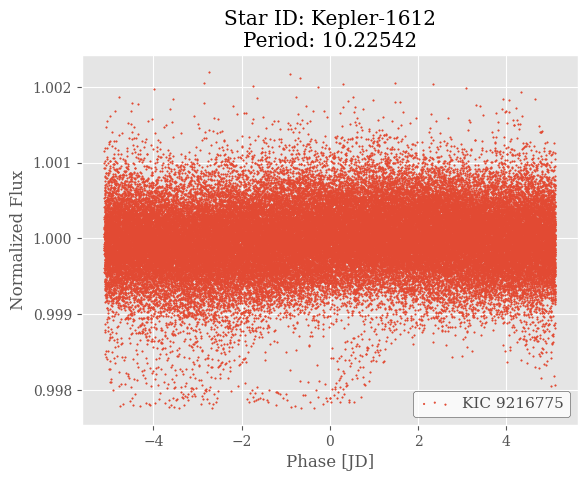 Star ID: Kepler-1612
Period: 10.22542
Normalized Flux
1.002
1.001
1.000
0.999
0.998
−4
−2
0
2
4
Phase [JD]
KIC 9216775